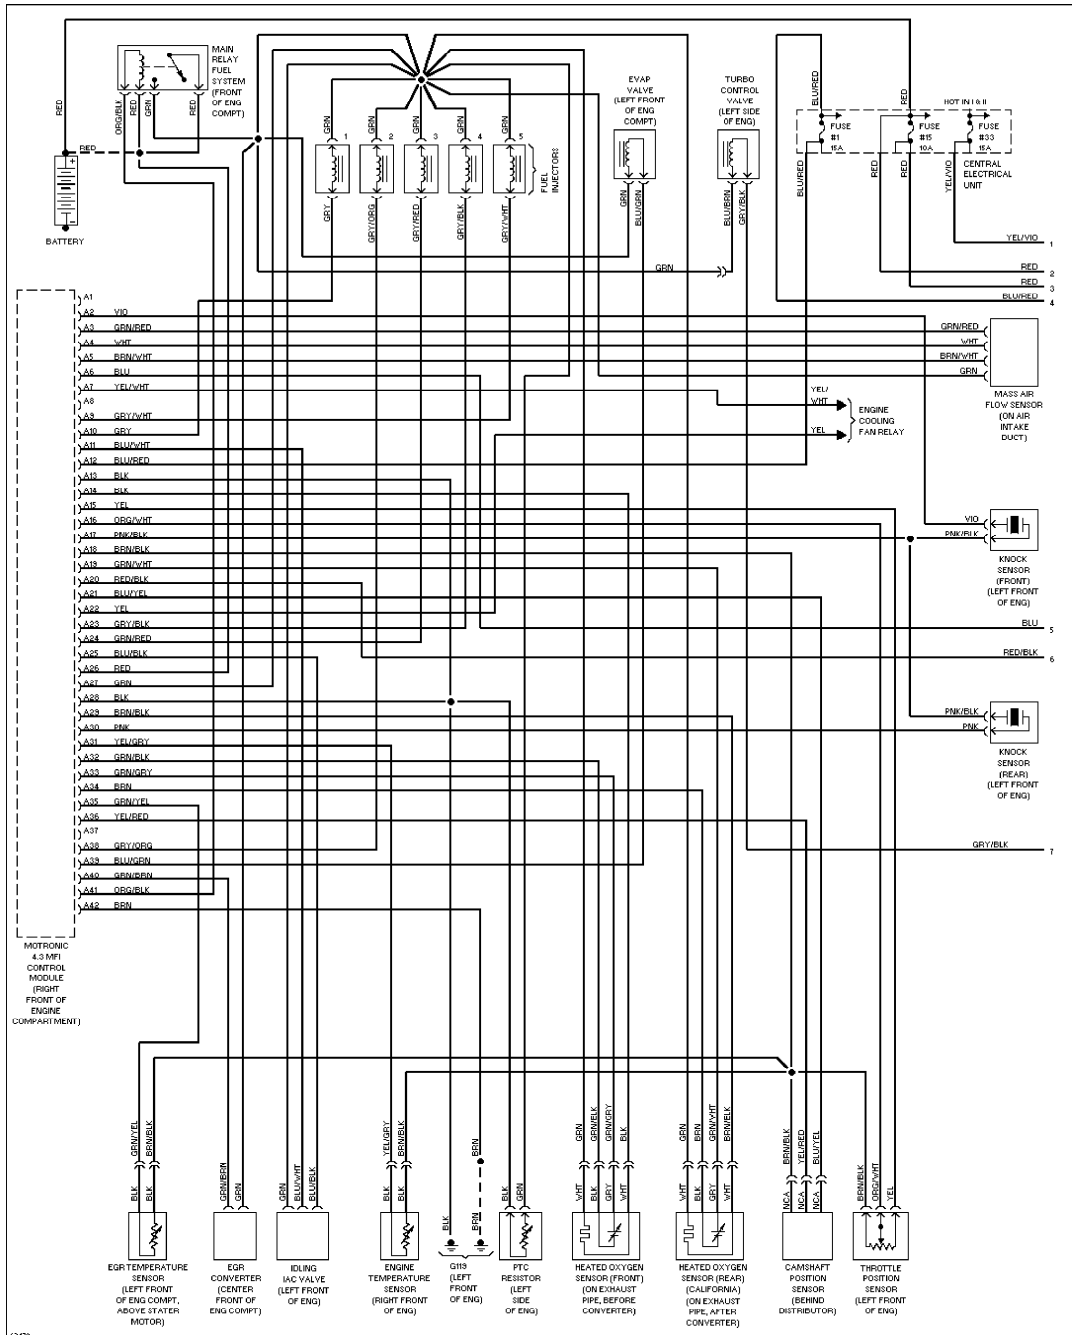 MAIN
RELAY
FUEL
SYSTEM
(FRONT
OF ENG
COMPT)
RED
ORG/BLK
RED
GRN
RED
RED
BATTERY
GRN
GRN
GRN
GRN
GRN
1
2
3
4
5
FUEL
INJECTORS
GRY
GRY/ORG
GRY/RED
GRY/BLK
GRY/WHT
EVAP
VALVE
(LEFT FRONT
OF ENG
COMPT)
GRN
BLU/GRN
TURBO
CONTROL
VALVE
(LEFT SIDE
OF ENG)
BLU/BRN
GRY/BLK
GRN
BLU/RED
RED
HOT IN I & II
FUSE
#1
15A
FUSE
#15
10A
FUSE
#33
15A
BLU/RED
RED
RED
YEL/VIO
CENTRAL
ELECTRICAL
UNIT
YEL/VIO 1
RED 2
RED 3
BLU/RED 4
A1
A2 VIO
A3 GRN/RED
A4 WHT
A5 BRN/WHT
A6 BLU
A7 YEL/WHT
A8
A9 GRY/WHT
A10 GRY
A11 BLU/WHT
A12 BLU/RED
A13 BLK
A14 BLK
A15 YEL
A16 ORG/WHT
A17 PNK/BLK
A18 BRN/BLK
A19 GRN/WHT
A20 RED/BLK
A21 BLU/YEL
A22 YEL
A23 GRY/BLK
A24 GRN/RED
A25 BLU/BLK
A26 RED
A27 GRN
A28 BLK
A29 BRN/BLK
A30 PNK
A31 YEL/GRY
A32 GRN/BLK
A33 GRN/GRY
A34 BRN
A35 GRN/YEL
A36 YEL/RED
A37
A38 GRY/ORG
A39 BLU/GRN
A40 GRN/BRN
A41 ORG/BLK
A42 BRN
MOTRONIC
4.3 MFI
CONTROL
MODULE
(RIGHT
FRONT OF
ENGINE
COMPARTMENT)
GRN/RED
WHT
BRN/WHT
GRN
MASS AIR
FLOW SENSOR
(ON AIR
INTAKE
DUCT)
YEL/
WHT
YEL
ENGINE
COOLING
FAN RELAY
VIO
PNK/BLK
KNOCK
SENSOR
(FRONT)
(LEFT FRONT
OF ENG)
BLU 5
RED/BLK 6
PNK/BLK
PNK
KNOCK
SENSOR
(REAR)
(LEFT FRONT
OF ENG)
GRY/BLK 7
GRN/YEL
BRN/BLK
BLK
BLK
EGR TEMPERATURE
SENSOR
(LEFT FRONT
OF ENG COMPT,
ABOVE STATER
MOTOR)
GRN/BRN
GRN
EGR
CONVERTER
(CENTER
FRONT OF
ENG COMPT)
GRN
BLU/WHT
BLU/BLK
IDLING
IAC VALVE
(LEFT FRONT
OF ENG)
YEL/GRY
BRN/BLK
BLK
BLK
ENGINE
TEMPERATURE
SENSOR
(RIGHT FRONT
OF ENG)
BLK
BRN
BRN
G119
(LEFT
FRONT
OF ENG)
BLK
GRN
PTC
RESISTOR
(LEFT
SIDE
OF ENG)
GRN
GRN/BLK
GRN/GRY
BLK
WHT
BLK
GRY
WHT
HEATED OXYGEN
SENSOR (FRONT)
(ON EXHAUST
PIPE, BEFORE
CONVERTER)
GRN
BRN
GRN/WHT
BRN/BLK
WHT
BLK
GRY
WHT
HEATED OXYGEN
SENSOR (REAR)
(CALIFORNIA)
(ON EXHAUST
PIPE, AFTER
CONVERTER)
BRN/BLK
YEL/RED
BLU/YEL
NCA
NCA
NCA
CAMSHAFT
POSITION
SENSOR
(BEHIND
DISTRIBUTOR)
BRN/BLK
ORG/WHT
YEL
THROTTLE
POSITION
SENSOR
(LEFT FRONT
OF ENG)